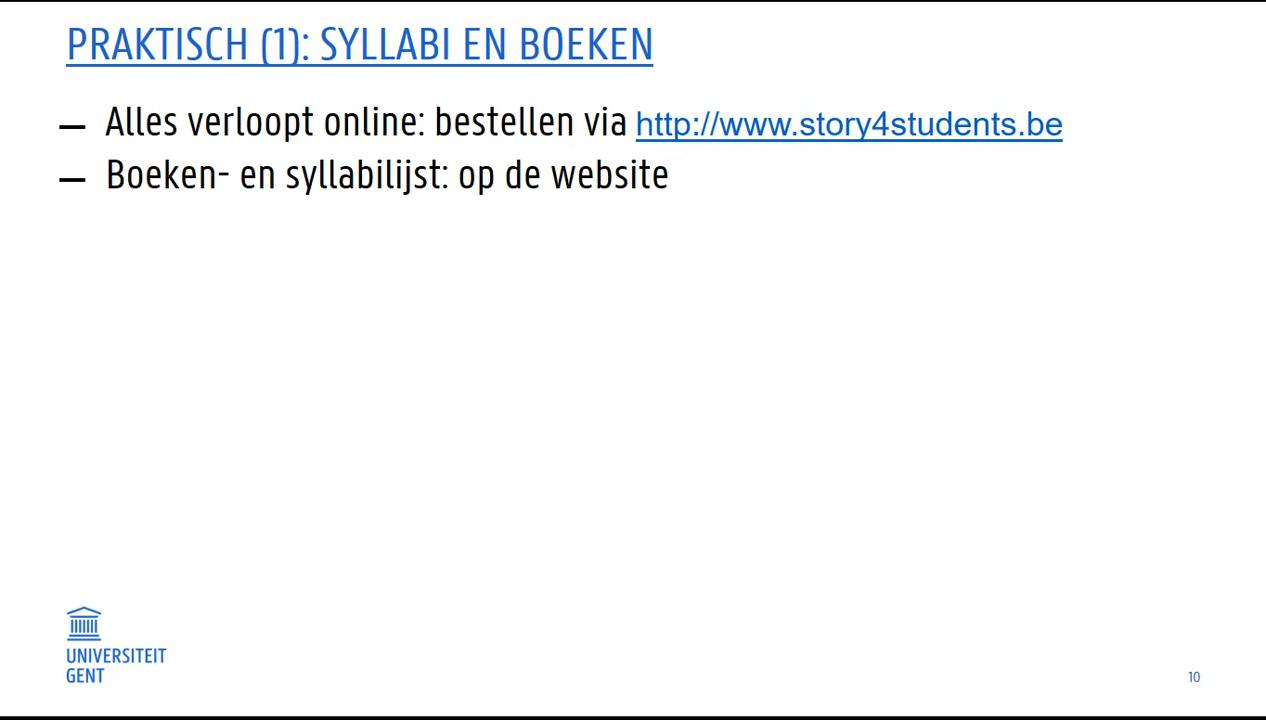 PRAKTISCH (1): SYLLABI EN BOEKEN
— Alles verloopt online: bestellen via http://www.story4students.be
— Boeken- en syllabilijst: op de website
UNIVERSITEIT
GENT
10